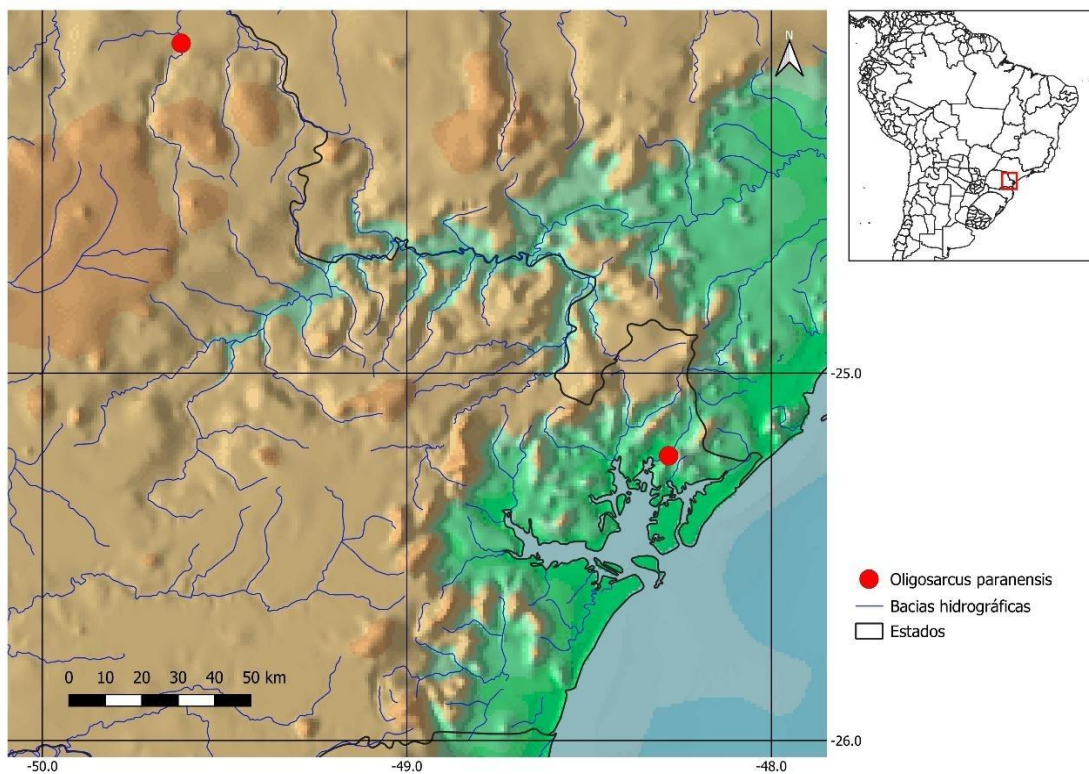 N
-25.0
Oligosarcus paranensis
Bacias hidrográficas
Estados
0 10 20 30 40 50 km
-26.0
-50.0 -49.0 -48.0